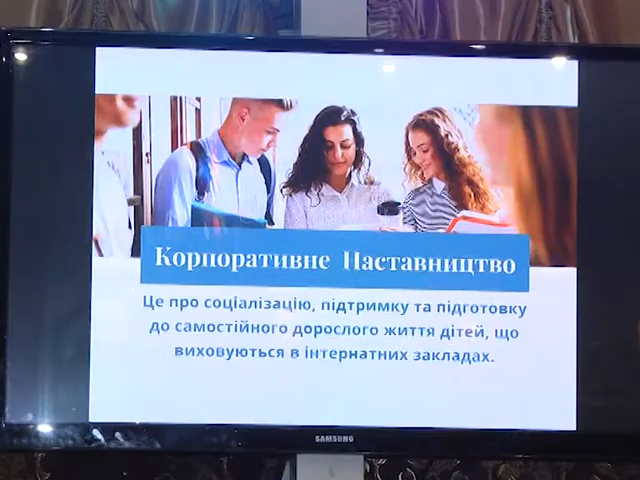 Корпоративне Наставництво
Це про соціалізацію, підтримку та підготовку
до самостійного дорослого життя дітей, що
виховуються в інтернатних закладах.
SAMSUNG